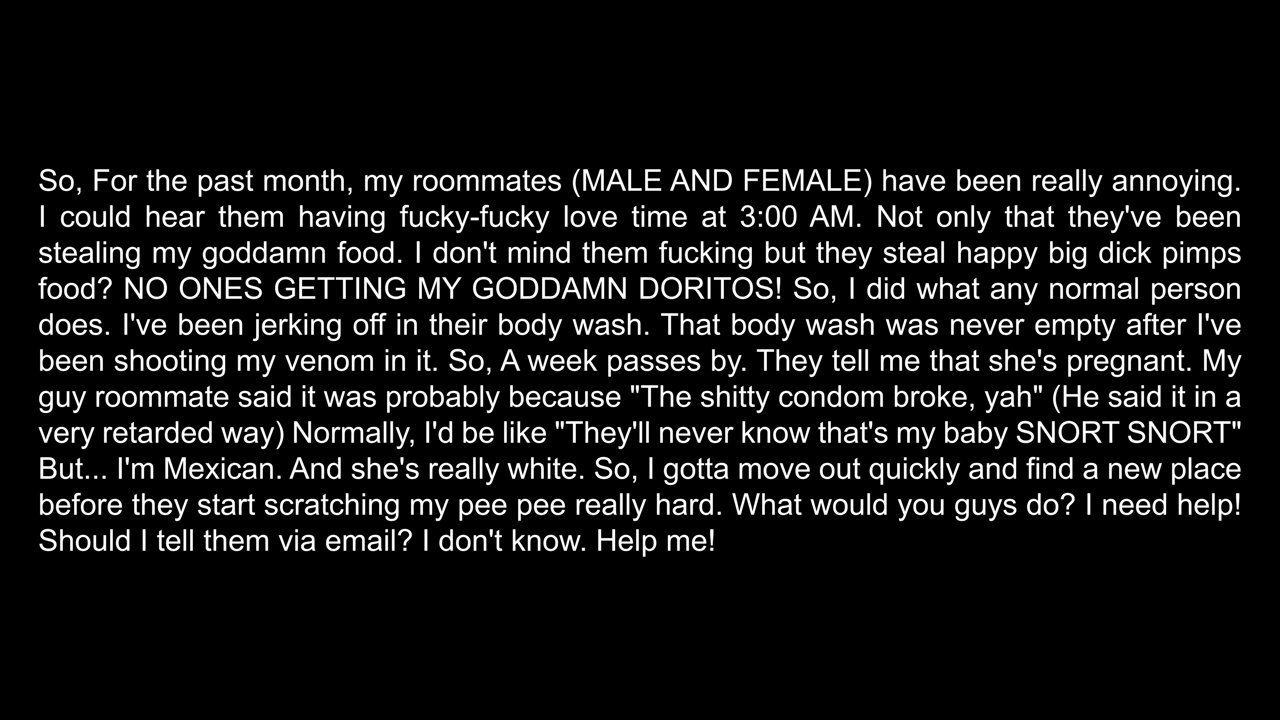 So, For the past month, my roommates (MALE AND FEMALE) have been really annoying.
I could hear them having fucky-fucky love time at 3:00 AM. Not only that they've been
stealing my goddamn food. I don't mind them fucking but they steal happy big dick pimps
food? NO ONES GETTING MY GODDAMN DORITOS! So, I did what any normal person
does. I've been jerking off in their body wash. That body wash was never empty after I've
been shooting my venom in it. So, A week passes by. They tell me that she's pregnant. My
guy roommate said it was probably because "The shitty condom broke, yah" (He said it in a
very retarded way) Normally, I'd be like "They'll never know that's my baby SNORT SNORT"
But... I'm Mexican. And she's really white. So, I gotta move out quickly and find a new place
before they start scratching my pee pee really hard. What would you guys do? I need help!
Should I tell them via email? I don't know. Help me!